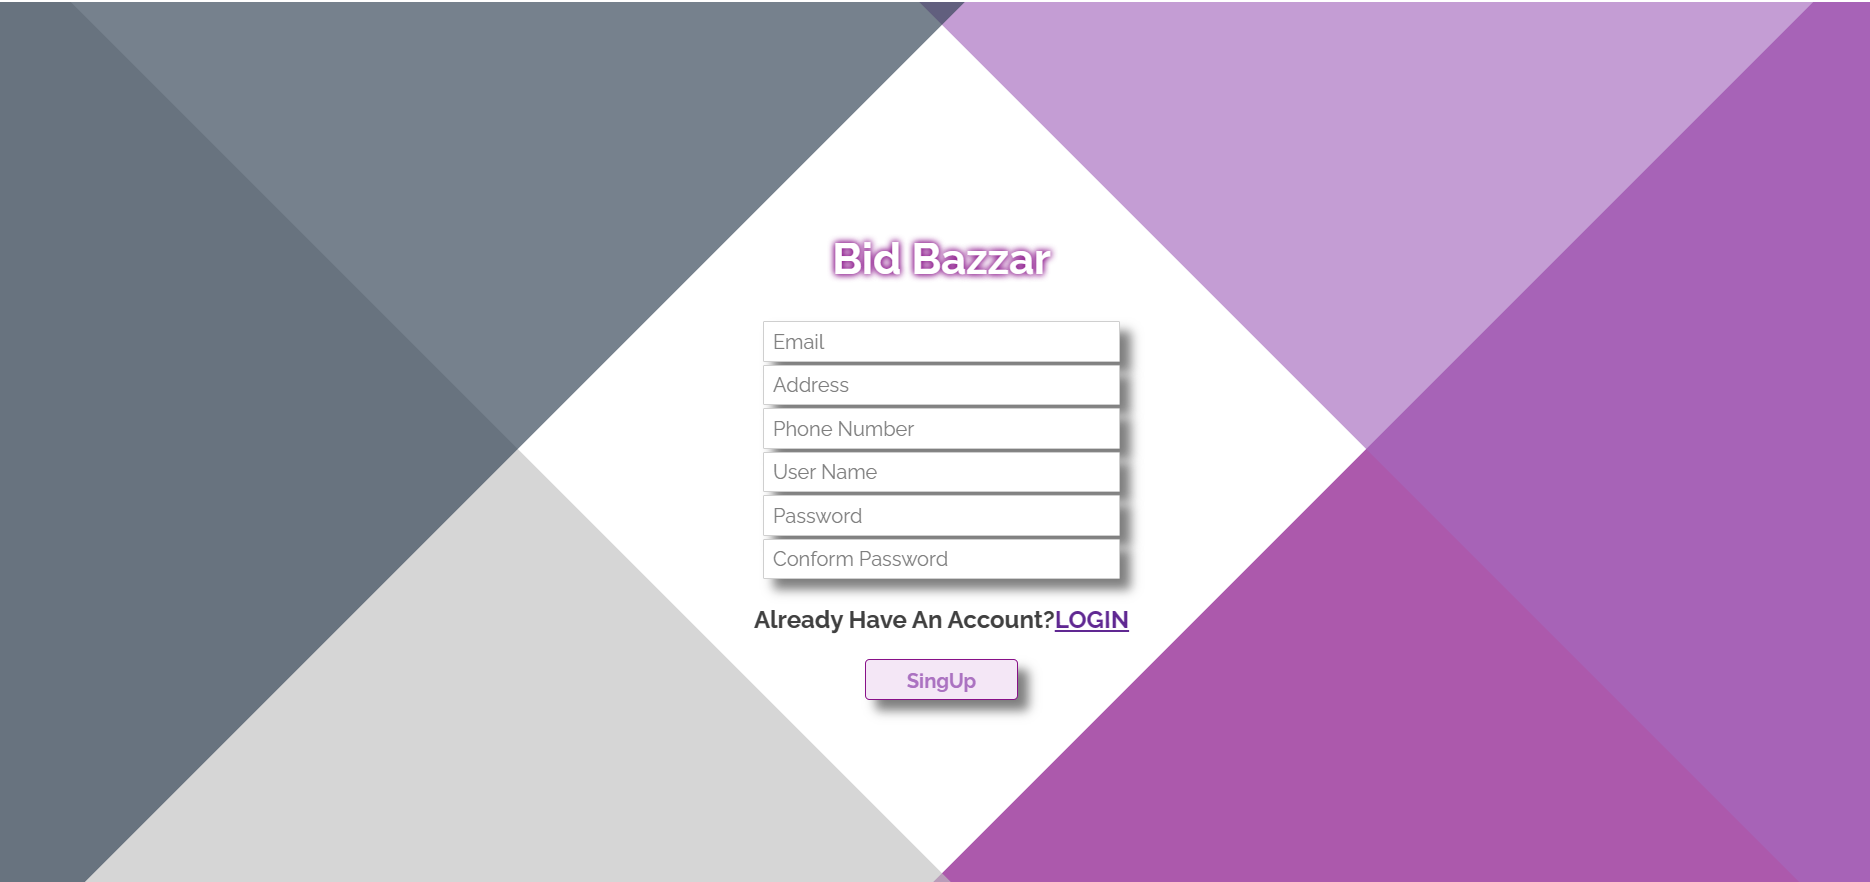 Bid Bazzar
Email
Address
Phone Number
User Name
Password
Conform Password
Already Have An Account?LOGIN
SingUp